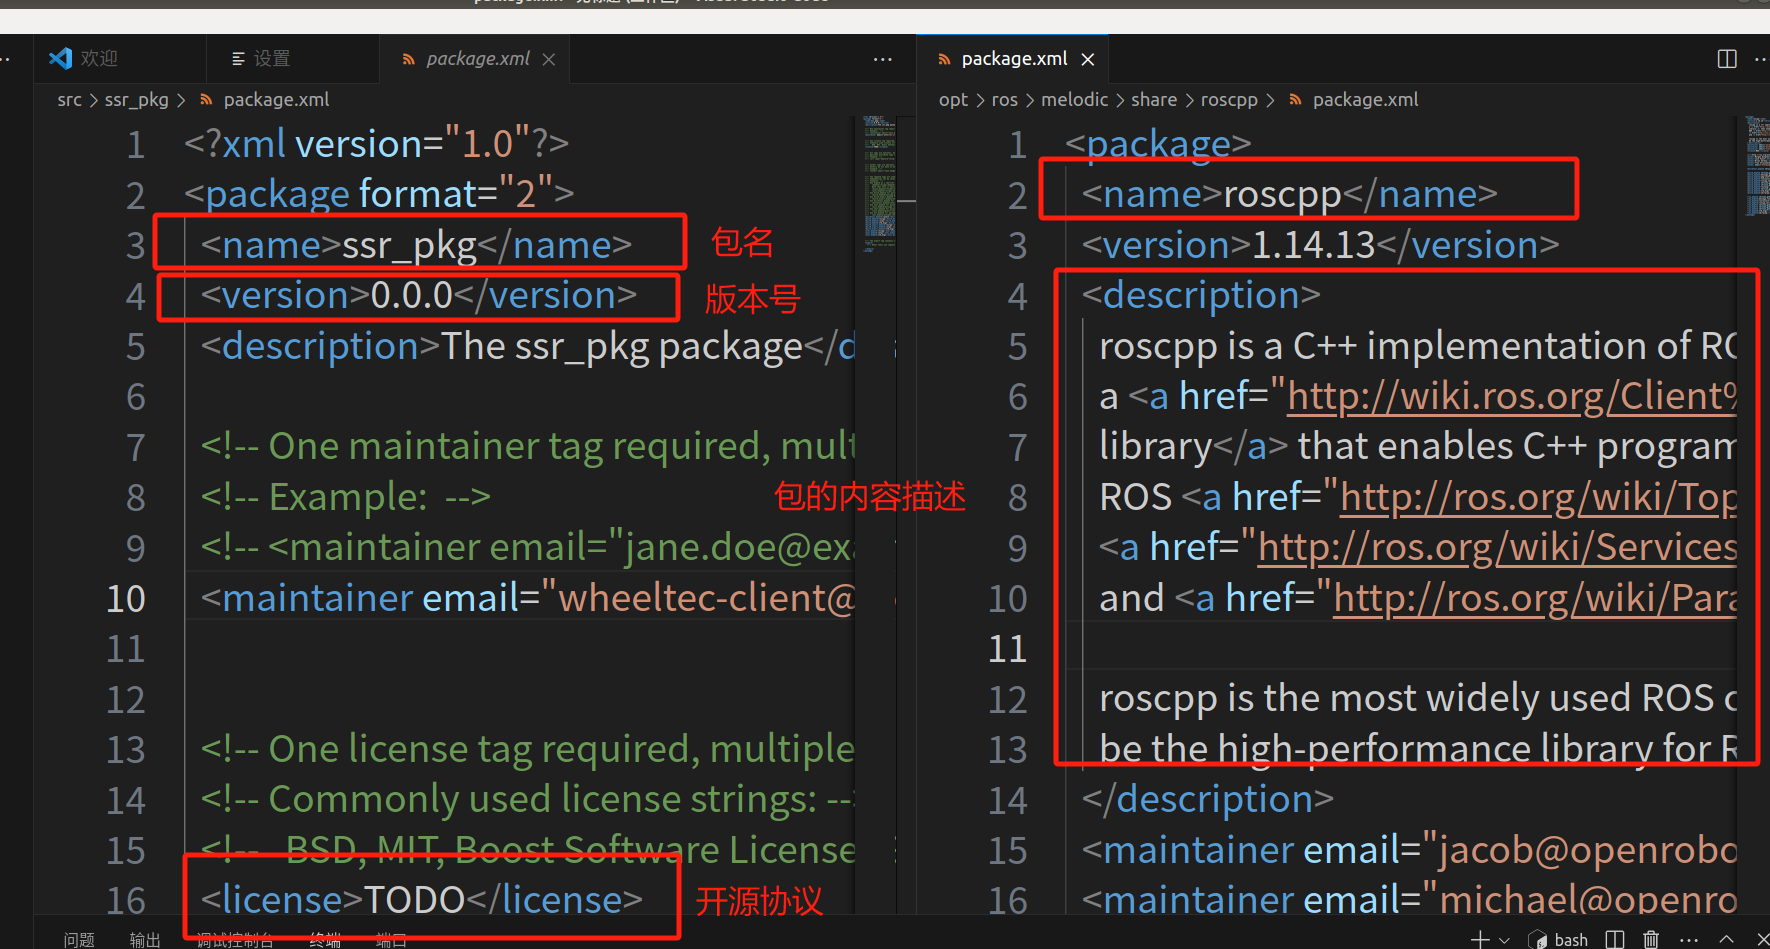 欢迎
设置
package.xml
src > ssr_pkg > package.xml
1 <?xml version="1.0"?>
2 <package format="2">
3 <name>ssr_pkg</name>
包名
4 <version>0.0.0</version>
版本号
5 <description>The ssr_pkg package</d
6
7 <!-- One maintainer tag required, mult
8 <!-- Example:  -->
包的内容描述
9 <!-- <maintainer email="jane.doe@exa
10 <maintainer email="wheeltec-client@
11
12
13 <!-- One license tag required, multiple
14 <!-- Commonly used license strings: --
15 <!--   BSD, MIT, Boost Software License
16 <license>TODO</license>
开源协议
package.xml
opt > ros > melodic > share > roscpp > package.xml
1 <package>
2 <name>roscpp</name>
3 <version>1.14.13</version>
4 <description>
5 roscpp is a C++ implementation of RO
6 a <a href="http://wiki.ros.org/Client%
7 library</a> that enables C++ program
8 ROS <a href="http://ros.org/wiki/Top
9 <a href="http://ros.org/wiki/Services
10 and <a href="http://ros.org/wiki/Para
11
12 roscpp is the most widely used ROS c
13 be the high-performance library for R
14 </description>
15 <maintainer email="jacob@openrobo
16 <maintainer email="michael@openro
问题 输出 调试控制台 终端 端口
bash